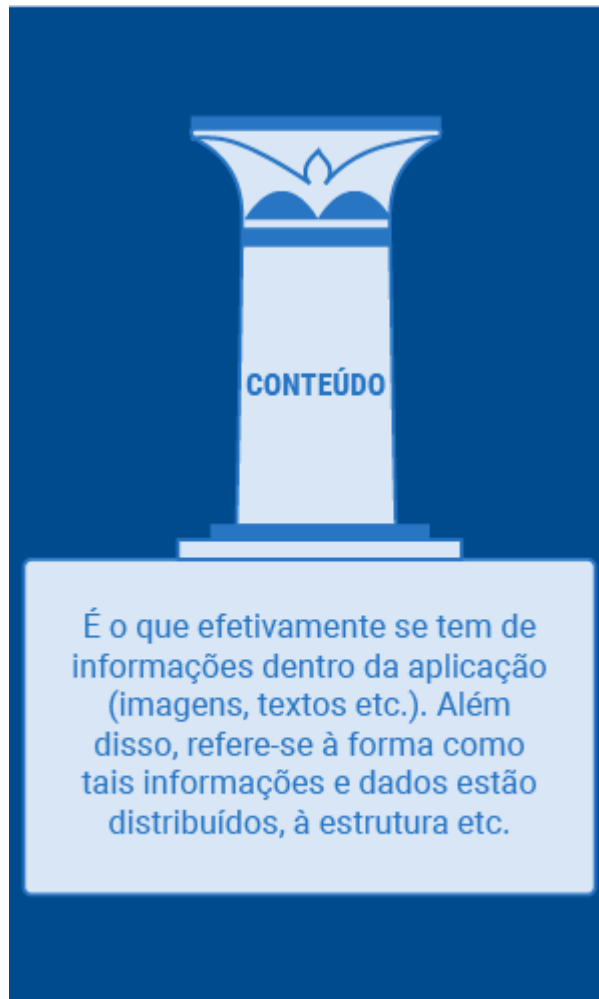 CONTEÚDO
É o que efetivamente se tem de
informações dentro da aplicação
(imagens, textos etc.). Além
disso, refere-se à forma como
tais informações e dados estão
distribuídos, à estrutura etc.